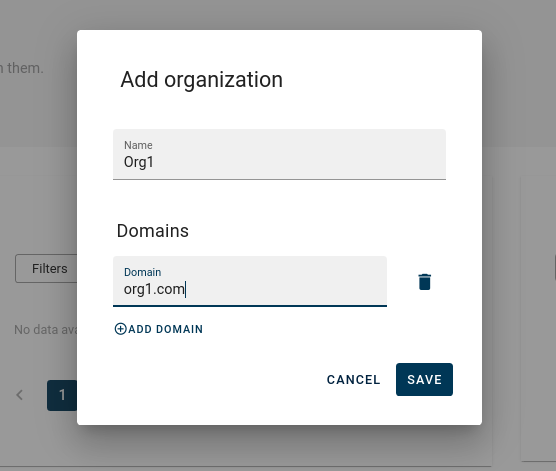 n them.
Add organization
Name
Org1
Domains
Domain
org1.com
Filters
ADD DOMAIN
No data ava
CANCEL
SAVE
1